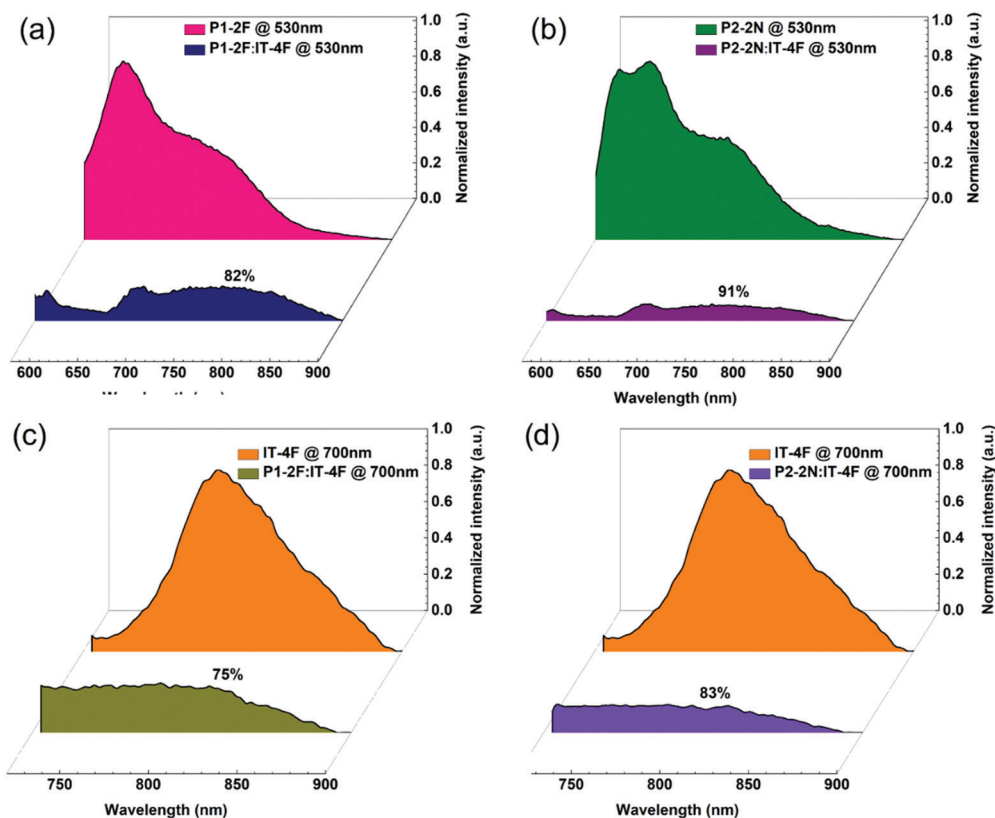 (a)
P1-2F @ 530nm
P1-2F:IT-4F @ 530nm
1.0
0.8
0.6
0.4
0.2
0.0
Normalized intensity (a.u.)
82%
600 650 700 750 800 850 900
(b)
P2-2N @ 530nm
P2-2N:IT-4F @ 530nm
1.0
0.8
0.6
0.4
0.2
0.0
Normalized intensity (a.u.)
91%
600 650 700 750 800 850 900
Wavelength (nm)
(c)
IT-4F @ 700nm
P1-2F:IT-4F @ 700nm
1.0
0.8
0.6
0.4
0.2
0.0
Normalized intensity (a.u.)
75%
750 800 850 900
Wavelength (nm)
(d)
IT-4F @ 700nm
P2-2N:IT-4F @ 700nm
1.0
0.8
0.6
0.4
0.2
0.0
Normalized intensity (a.u.)
83%
750 800 850 900
Wavelength (nm)